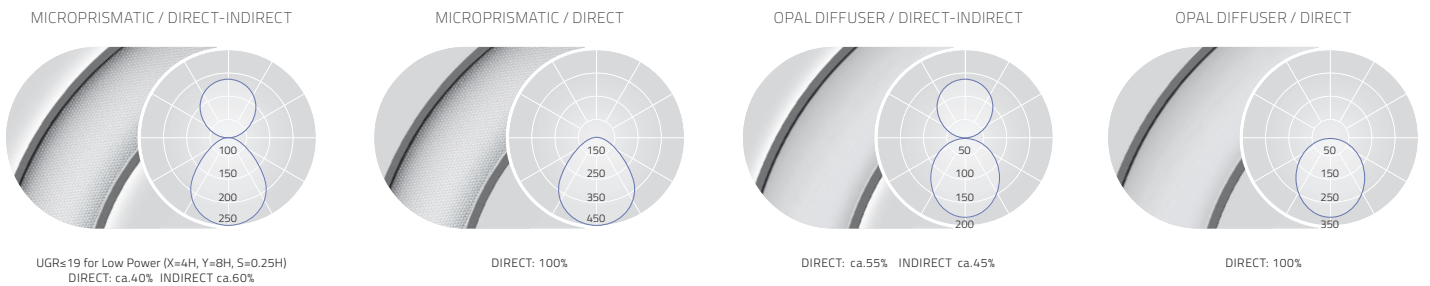 MICROPRISMATIC / DIRECT-INDIRECT
100
150
200
250
UGR≤19 for Low Power (X=4H, Y=8H, S=0.25H)
DIRECT: ca.40% INDIRECT ca.60%
MICROPRISMATIC / DIRECT
150
250
350
450
DIRECT: 100%
OPAL DIFFUSER / DIRECT-INDIRECT
50
100
150
200
DIRECT: ca.55% INDIRECT ca.45%
OPAL DIFFUSER / DIRECT
50
150
250
350
DIRECT: 100%